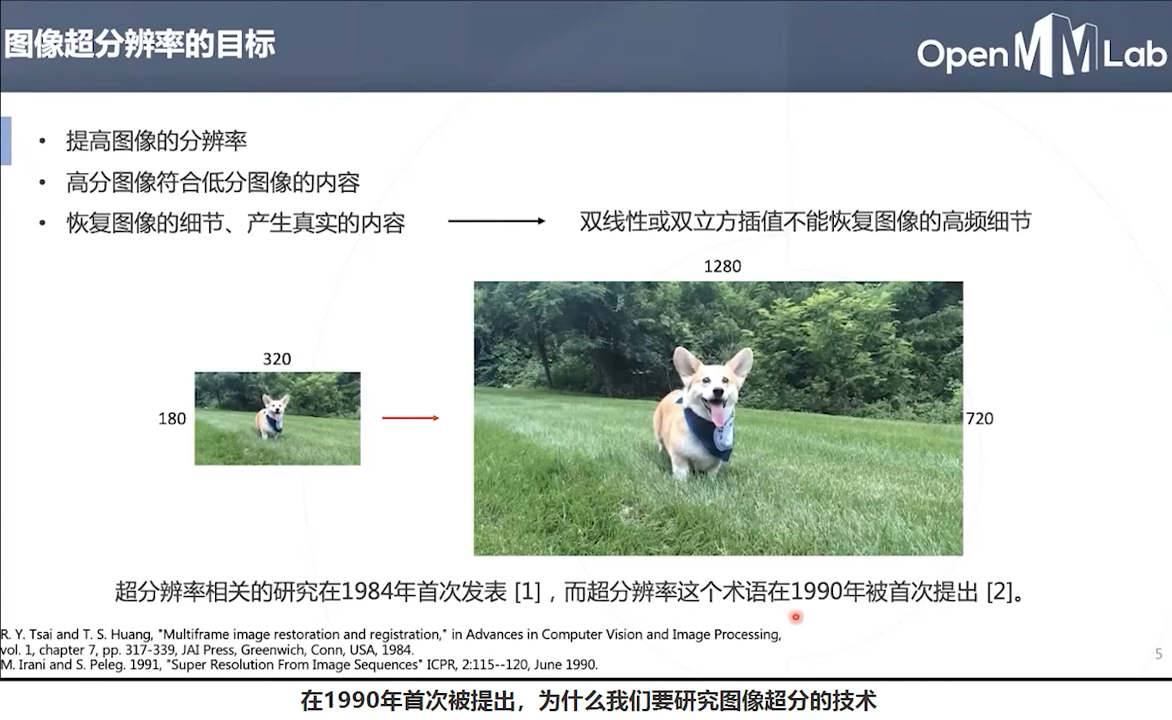 图像超分辨率的目标
OpenMMLab
• 提高图像的分辨率
• 高分图像符合低分图像的内容
• 恢复图像的细节、产生真实的内容
双线性或双立方插值不能恢复图像的高频细节
1280
320
180
720
超分辨率相关的研究在1984年首次发表 [1]，而超分辨率这个术语在1990年被首次提出 [2]。
R. Y. Tsai and T. S. Huang, "Multiframe image restoration and registration," in Advances in Computer Vision and Image Processing,
vol. 1, chapter 7, pp. 317-339, JAI Press, Greenwich, Conn, USA, 1984.
M. Irani and S. Peleg. 1991, "Super Resolution From Image Sequences" ICPR, 2:115--120, June 1990.
5
在1990年首次被提出，为什么我们要研究图像超分的技术